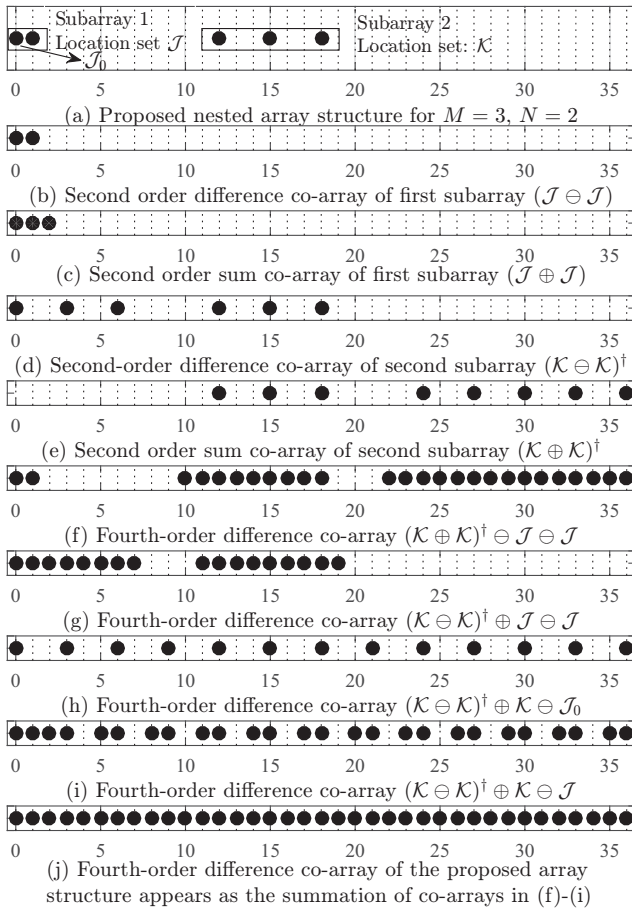 Subarray 1
Location set 𝒥
𝒥₀
Subarray 2
Location set: 𝒦
0 5 10 15 20 25 30 35
(a) Proposed nested array structure for M = 3, N = 2
0 5 10 15 20 25 30 35
(b) Second order difference co-array of first subarray (𝒥 ⊖ 𝒥)
0 5 10 15 20 25 30 35
(c) Second order sum co-array of first subarray (𝒥 ⊕ 𝒥)
0 5 10 15 20 25 30 35
(d) Second-order difference co-array of second subarray (𝒦 ⊖ 𝒦)†
0 5 10 15 20 25 30 35
(e) Second order sum co-array of second subarray (𝒦 ⊕ 𝒦)†
0 5 10 15 20 25 30 35
(f) Fourth-order difference co-array (𝒦 ⊕ 𝒦)† ⊖ 𝒥 ⊖ 𝒥
0 5 10 15 20 25 30 35
(g) Fourth-order difference co-array (𝒦 ⊖ 𝒦)† ⊕ 𝒥 ⊖ 𝒥
0 5 10 15 20 25 30 35
(h) Fourth-order difference co-array (𝒦 ⊖ 𝒦)† ⊕ 𝒦 ⊖ 𝒥₀
0 5 10 15 20 25 30 35
(i) Fourth-order difference co-array (𝒦 ⊖ 𝒦)† ⊕ 𝒦 ⊖ 𝒥
0 5 10 15 20 25 30 35
(j) Fourth-order difference co-array of the proposed array
structure appears as the summation of co-arrays in (f)-(i)